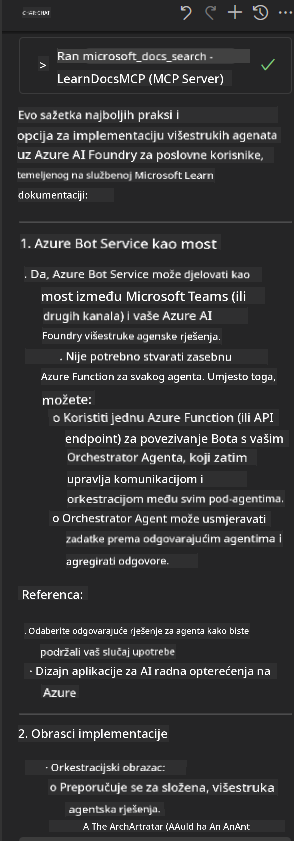 CHAT: CHAT
> Ran microsoft_docs_search -
LearnDocsMCP (MCP Server)
Evo sažetka najboljih praksi i
opcija za implementaciju višestrukih agenata
uz Azure AI Foundry za poslovne korisnike,
temeljenog na službenoj Microsoft Learn
dokumentaciji:
1. Azure Bot Service kao most
. Da, Azure Bot Service može djelovati kao
most između Microsoft Teams (ili
drugih kanala) i vaše Azure AI
Foundry višestruke agenske rješenja.
. Nije potrebno stvarati zasebnu
Azure Function za svakog agenta. Umjesto toga,
možete:
o Koristiti jednu Azure Function (ili API
endpoint) za povezivanje Bota s vašim
Orchestrator Agenta, koji zatim
upravlja komunikacijom i
orkestracijom među svim pod-agentima.
o Orchestrator Agent može usmjeravati
zadatke prema odgovarajućim agentima i
agregirati odgovore.
Referenca:
. Odaberite odgovarajuće rješenje za agenta kako biste
podržali vaš slučaj upotrebe
· Dizajn aplikacije za AI radna opterećenja na
Azure
2. Obrasci implementacije
· Orkestracijski obrazac:
o Preporučuje se za složena, višestruka
agentska rješenja.
A The ArchArtratar (AAuld ha An AnAnt